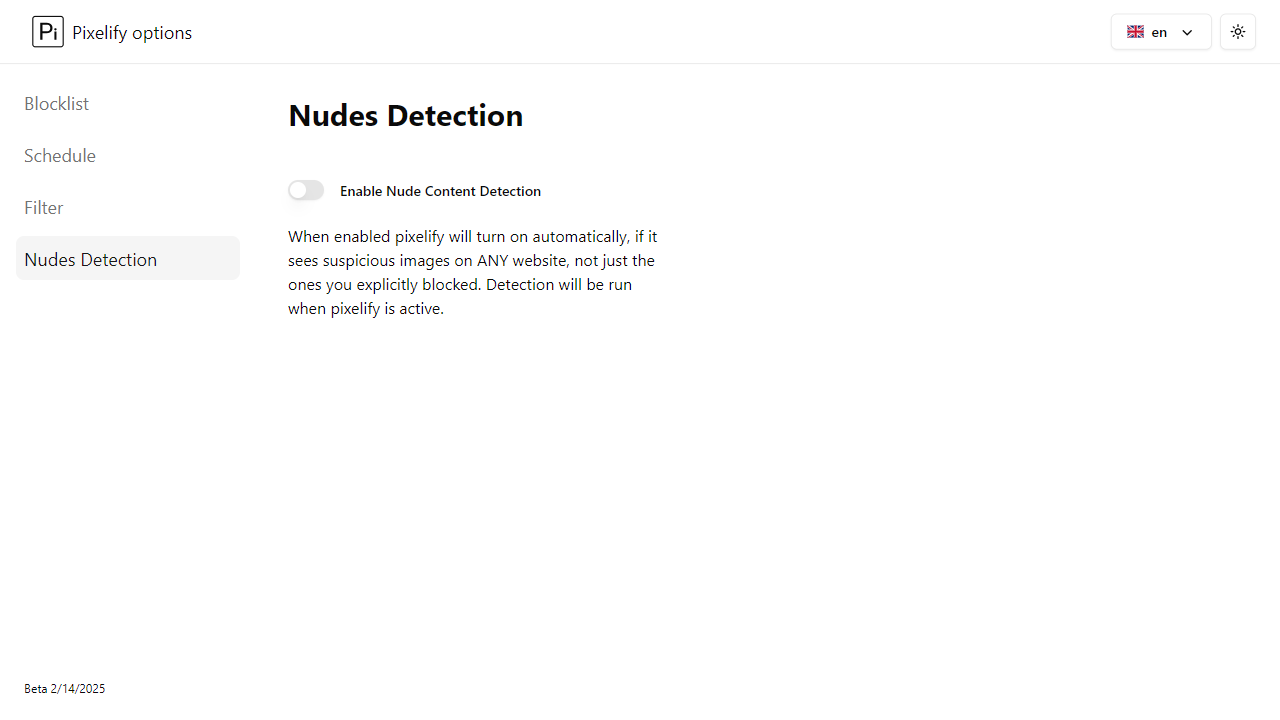 Pi Pixelify options
en
Blocklist
Schedule
Filter
Nudes Detection
Nudes Detection
Enable Nude Content Detection
When enabled pixelify will turn on automatically, if it
sees suspicious images on ANY website, not just the
ones you explicitly blocked. Detection will be run
when pixelify is active.
Beta 2/14/2025